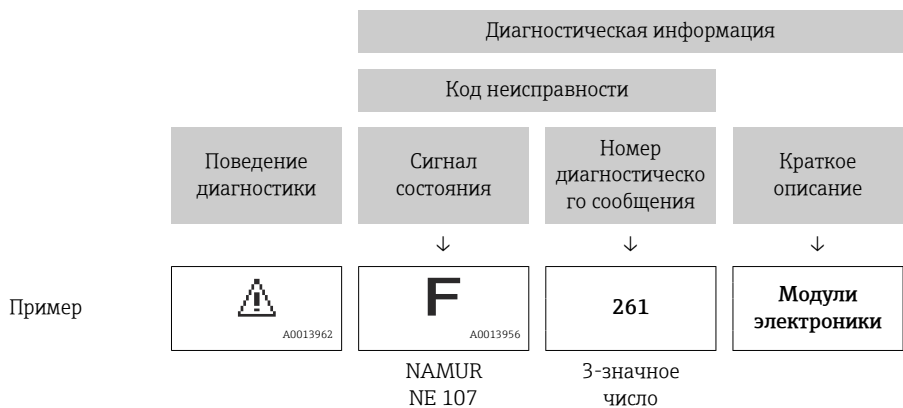 Диагностическая информация
Код неисправности
Поведение
диагностики
Сигнал
состояния
Номер
диагностическо
го сообщения
Краткое
описание
↓ ↓ ↓
Пример
A0013962
F
A0013956
261
Модули
электроники
NAMUR
NE 107
3-значное
число